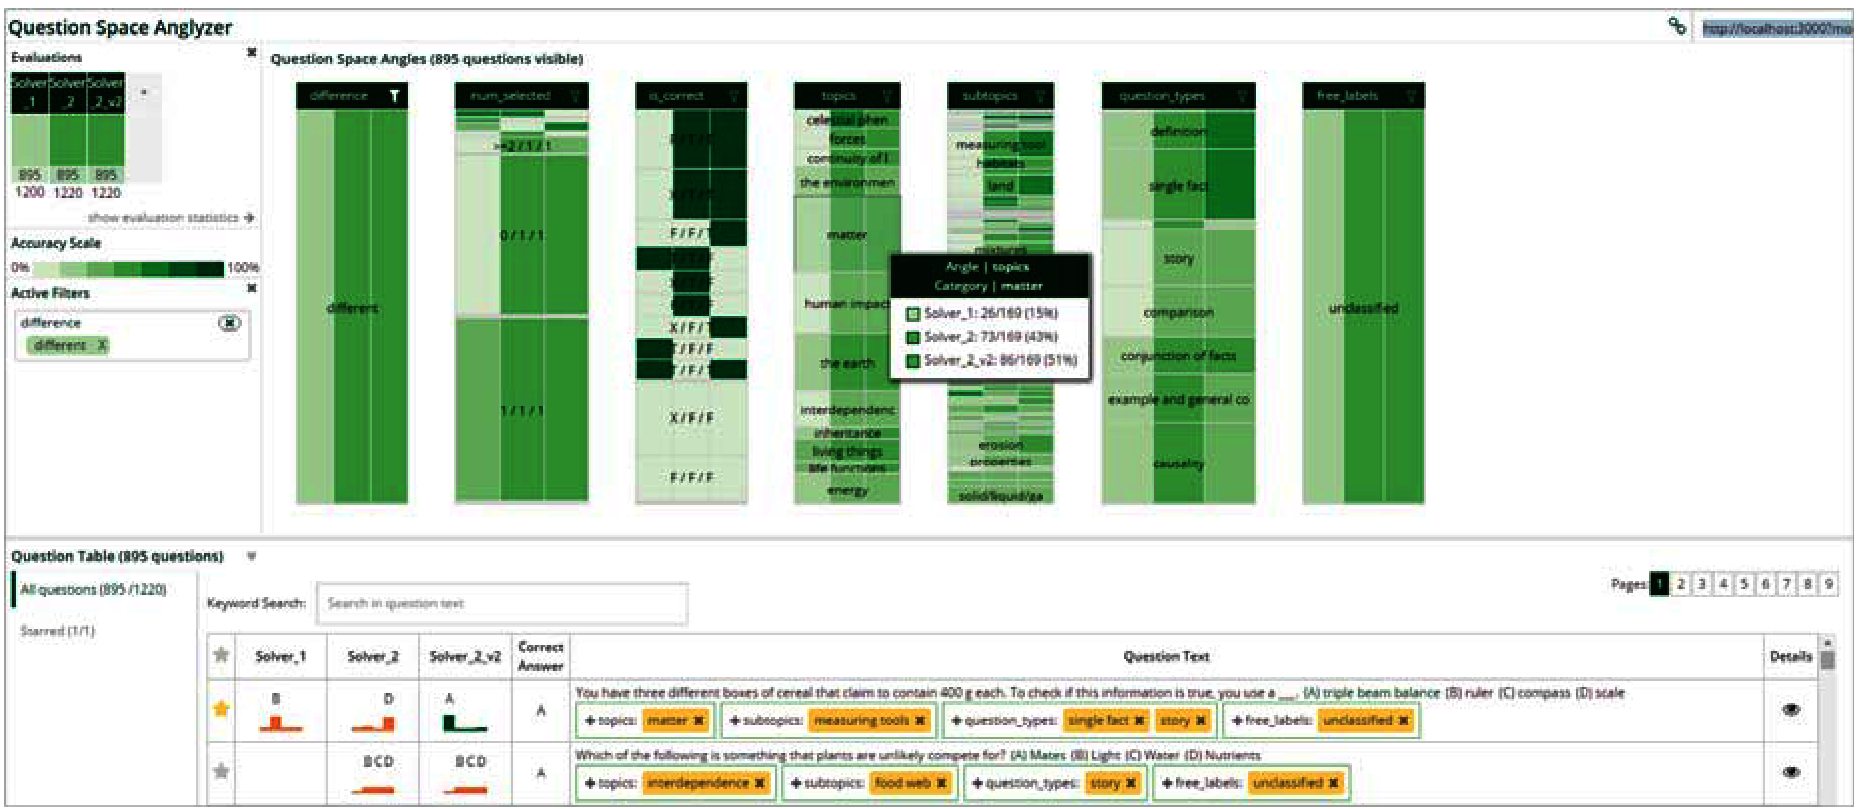 Question Space Anglyzer
http://localhost:3000?mo
Evaluations
Solver_1 Solver_2 Solver_2_v2
+
895 895 895
1200 1220 1220
show evaluation statistics →
Accuracy Scale
0% 100%
Active Filters
difference
different X
Question Space Angles (895 questions visible)
difference num_selected is_correct topics subtopics question_types free_labels
different
>=2 / 1 / 1
0 / 1 / 1
1 / 1 / 1
F / F / T
X / F / T
T / F / F
X / F / F
F / F / F
celestial phen
forces
continuity of l
the environmen
matter
human impact
the earth
interdependenc
inheritance
living things
life functions
energy
measuring tool
habitats
land
mixtures
erosion
properties
solid/liquid/ga
definition
single fact
story
comparison
conjunction of facts
example and general co
causality
unclassified
Angle | topics
Category | matter
Solver_1: 26/169 (15%)
Solver_2: 73/169 (43%)
Solver_2_v2: 86/169 (51%)
Question Table (895 questions)
All questions (895 /1220)
Starred (1/1)
Keyword Search: Search in question text
Pages: 1 2 3 4 5 6 7 8 9
Solver_1 Solver_2 Solver_2_v2 Correct Answer Question Text Details
B D A A
You have three different boxes of cereal that claim to contain 400 g each. To check if this information is true, you use a __. (A) triple beam balance (B) ruler (C) compass (D) scale
+ topics: matter ✖ + subtopics: measuring tools ✖ + question_types: single fact ✖ story ✖ + free_labels: unclassified ✖
BCD BCD A
Which of the following is something that plants are unlikely compete for? (A) Mates (B) Light (C) Water (D) Nutrients
+ topics: interdependence ✖ + subtopics: food web ✖ + question_types: story ✖ + free_labels: unclassified ✖